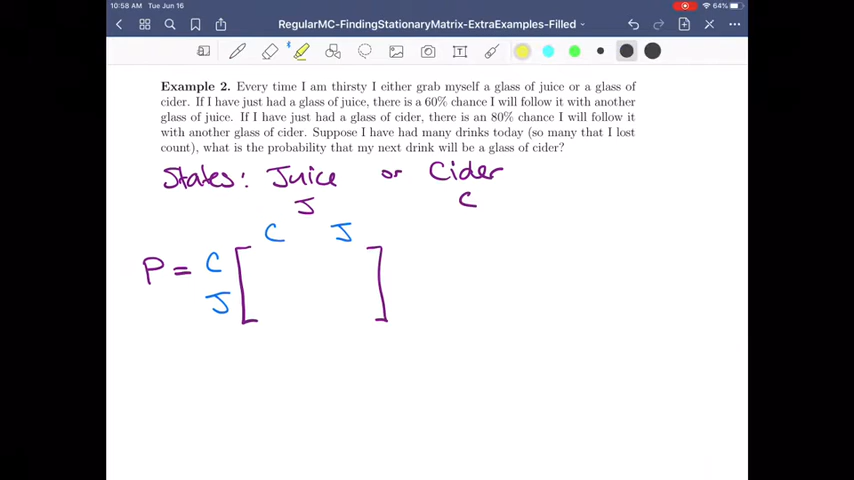 10:58 AM Tue Jun 16
64%
RegularMC-FindingStationaryMatrix-ExtraExamples-Filled
Example 2. Every time I am thirsty I either grab myself a glass of juice or a glass of
cider. If I have just had a glass of juice, there is a 60% chance I will follow it with another
glass of juice. If I have just had a glass of cider, there is an 80% chance I will follow it
with another glass of cider. Suppose I have had many drinks today (so many that I lost
count), what is the probability that my next drink will be a glass of cider?
States: Juice or Cider
J C
C J
P = C
J